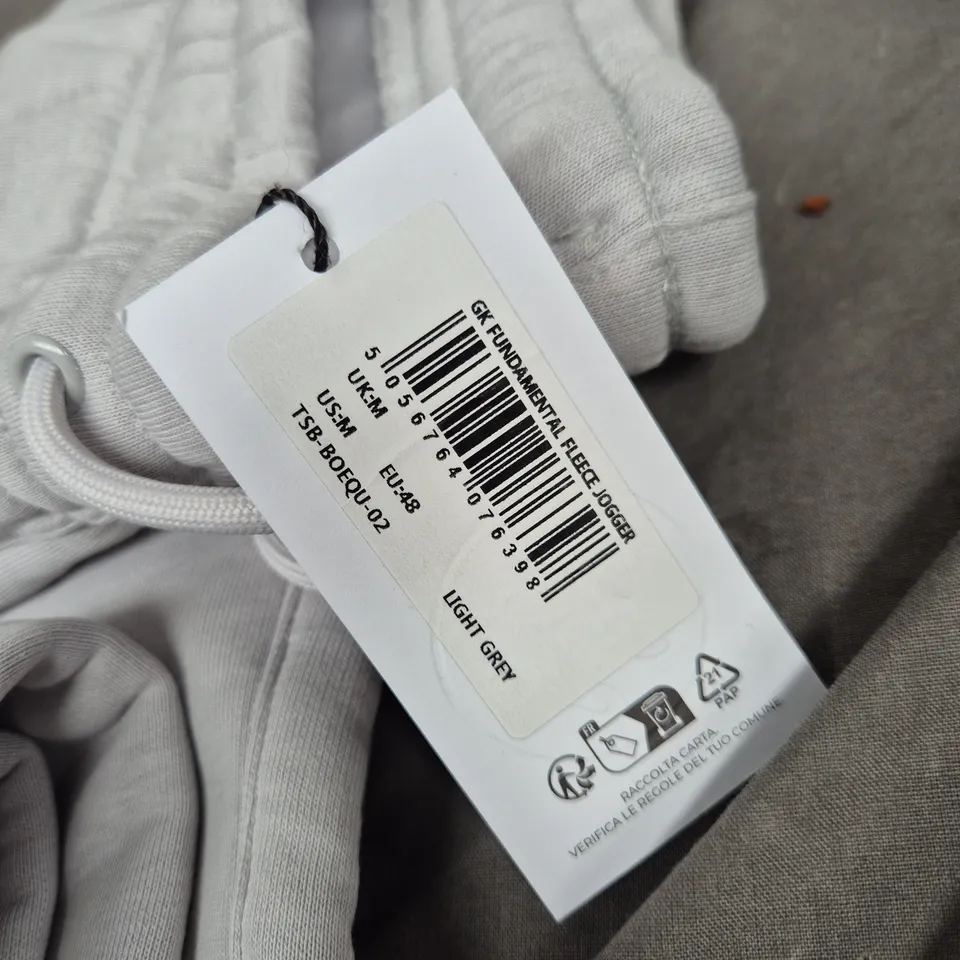 GK FUNDAMENTAL FLEECE JOGGER
5 056764 076398
UK:M EU:48
US:M
TSB-BOEQU-02 LIGHT GREY
FR
21
PAP
RACCOLTA CARTA.
VERIFICA LE REGOLE DEL TUO COMUNE